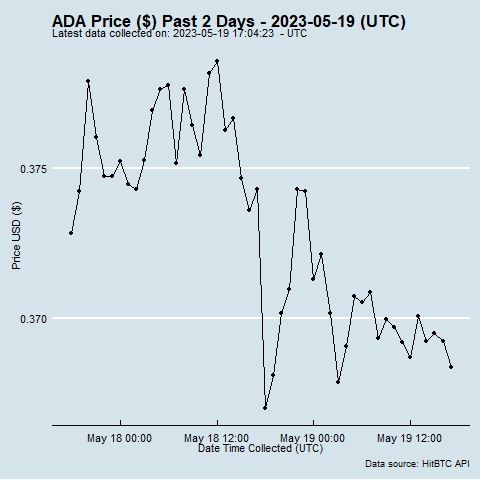 ADA Price ($) Past 2 Days - 2023-05-19 (UTC)
Latest data collected on: 2023-05-19 17:04:23 - UTC
0.375
Price USD ($)
0.370
May 18 00:00 May 18 12:00 May 19 00:00 May 19 12:00
Date Time Collected (UTC)
Data source: HitBTC API